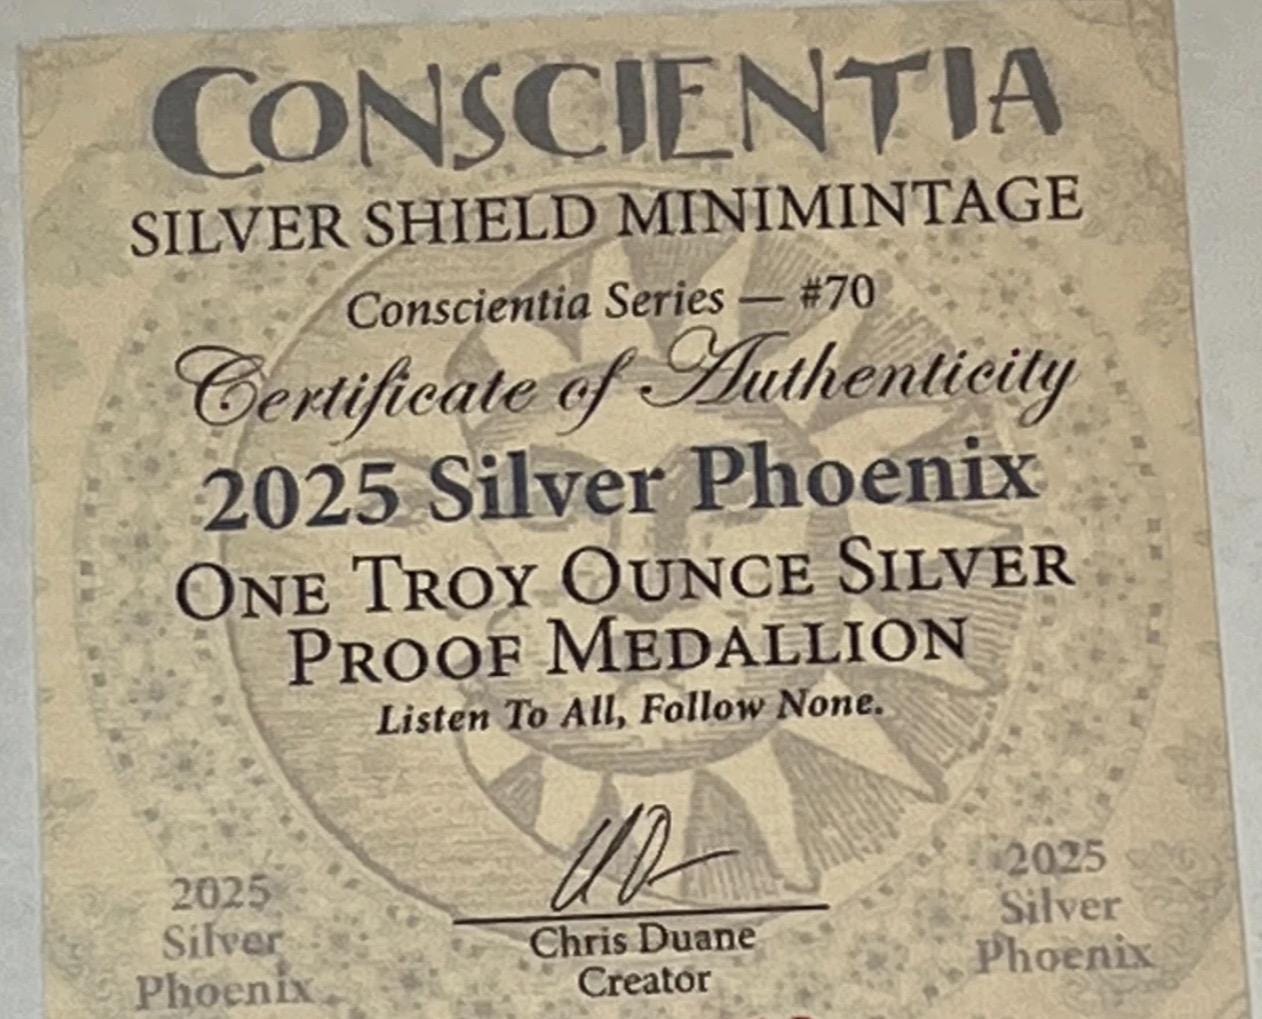 CONSCIENTIA
SILVER SHIELD MINIMINTAGE
Conscientia Series — #70
Certificate of Authenticity
2025 Silver Phoenix
ONE TROY OUNCE SILVER
PROOF MEDALLION
Listen To All, Follow None.
Chris Duane
Creator
2025
Silver
Phoenix
2025
Silver
Phoenix